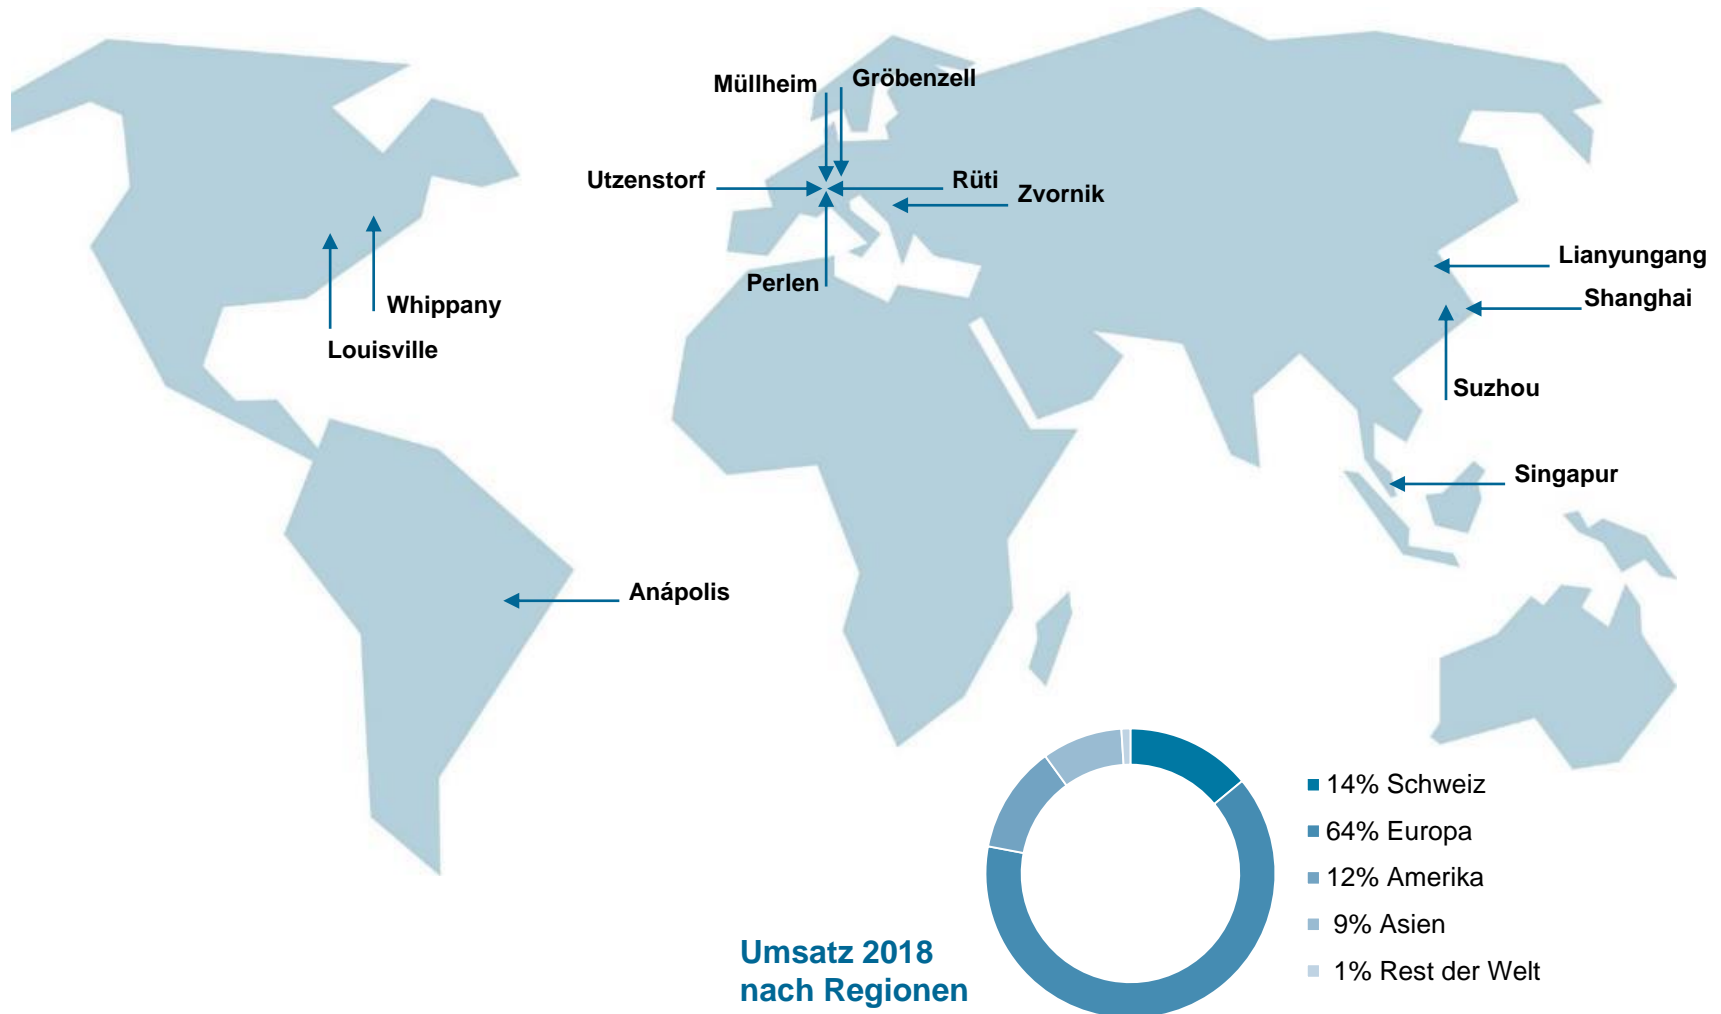 Müllheim
Gröbenzell
Utzenstorf
Rüti
Zvornik
Perlen
Whippany
Louisville
Lianyungang
Shanghai
Suzhou
Singapur
Anápolis
Umsatz 2018
nach Regionen
14% Schweiz
64% Europa
12% Amerika
9% Asien
1% Rest der Welt